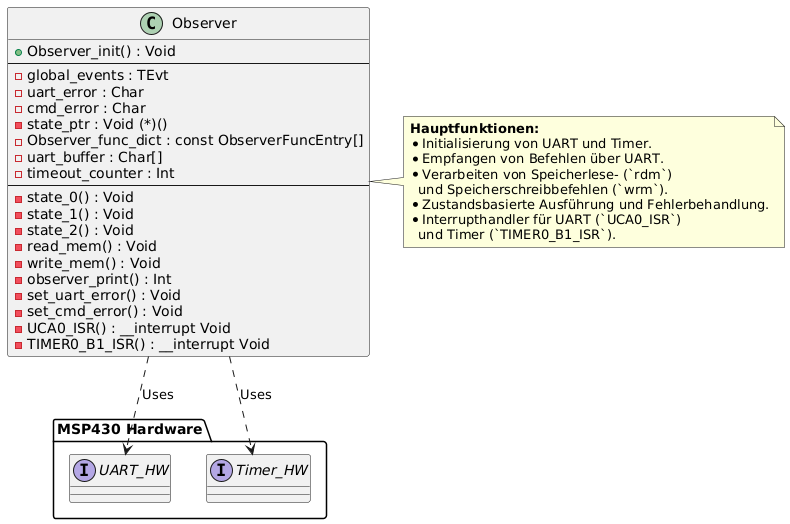 C Observer
Observer_init() : Void
global_events : TEvt
uart_error : Char
cmd_error : Char
state_ptr : Void (*)()
Observer_func_dict : const ObserverFuncEntry[]
uart_buffer : Char[]
timeout_counter : Int
state_0() : Void
state_1() : Void
state_2() : Void
read_mem() : Void
write_mem() : Void
observer_print() : Int
set_uart_error() : Void
set_cmd_error() : Void
UCA0_ISR() : __interrupt Void
TIMER0_B1_ISR() : __interrupt Void
Hauptfunktionen:
• Initialisierung von UART und Timer.
• Empfangen von Befehlen über UART.
• Verarbeiten von Speicherlese- (`rdm`)
und Speicherschreibbefehlen (`wrm`).
• Zustandsbasierte Ausführung und Fehlerbehandlung.
• Interrupthandler für UART (`UCA0_ISR`)
und Timer (`TIMER0_B1_ISR`).
Uses
Uses
MSP430 Hardware
I UART_HW
I Timer_HW